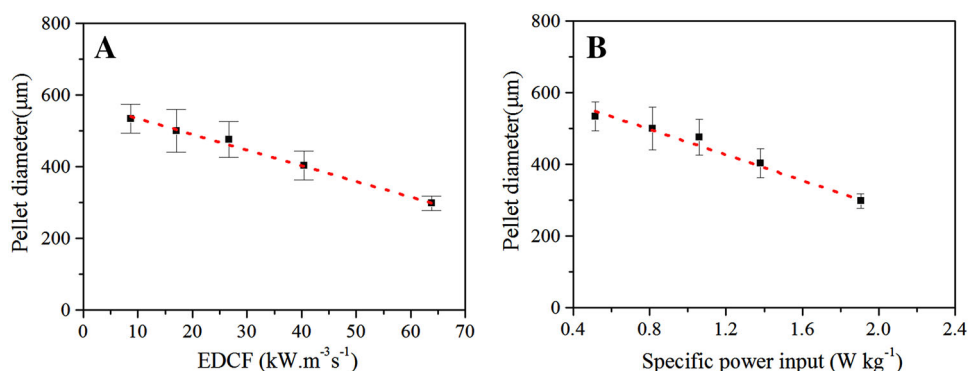 A
Pellet diameter(μm)
800
600
400
200
0
0 10 20 30 40 50 60 70
EDCF (kW.m⁻³s⁻¹)
B
Pellet diameter(μm)
800
600
400
200
0
0.4 0.8 1.2 1.6 2.0 2.4
Specific power input (W kg⁻¹)